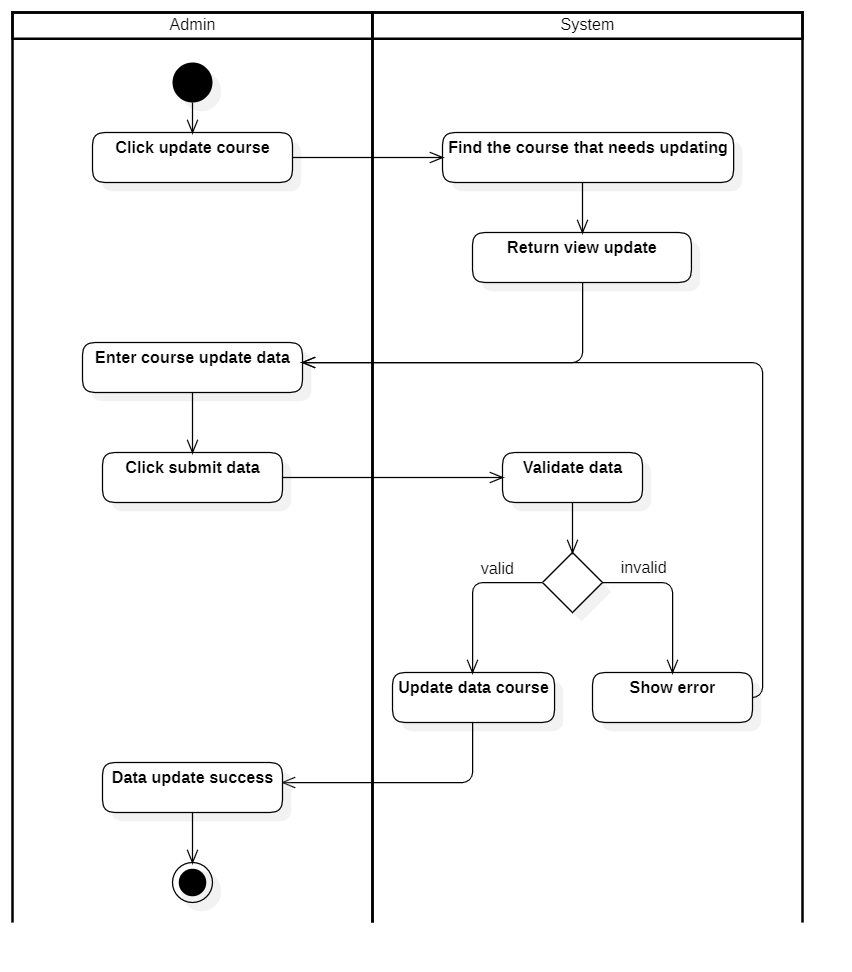 Admin
System
Click update course
Find the course that needs updating
Return view update
Enter course update data
Click submit data
Validate data
valid
invalid
Update data course
Show error
Data update success